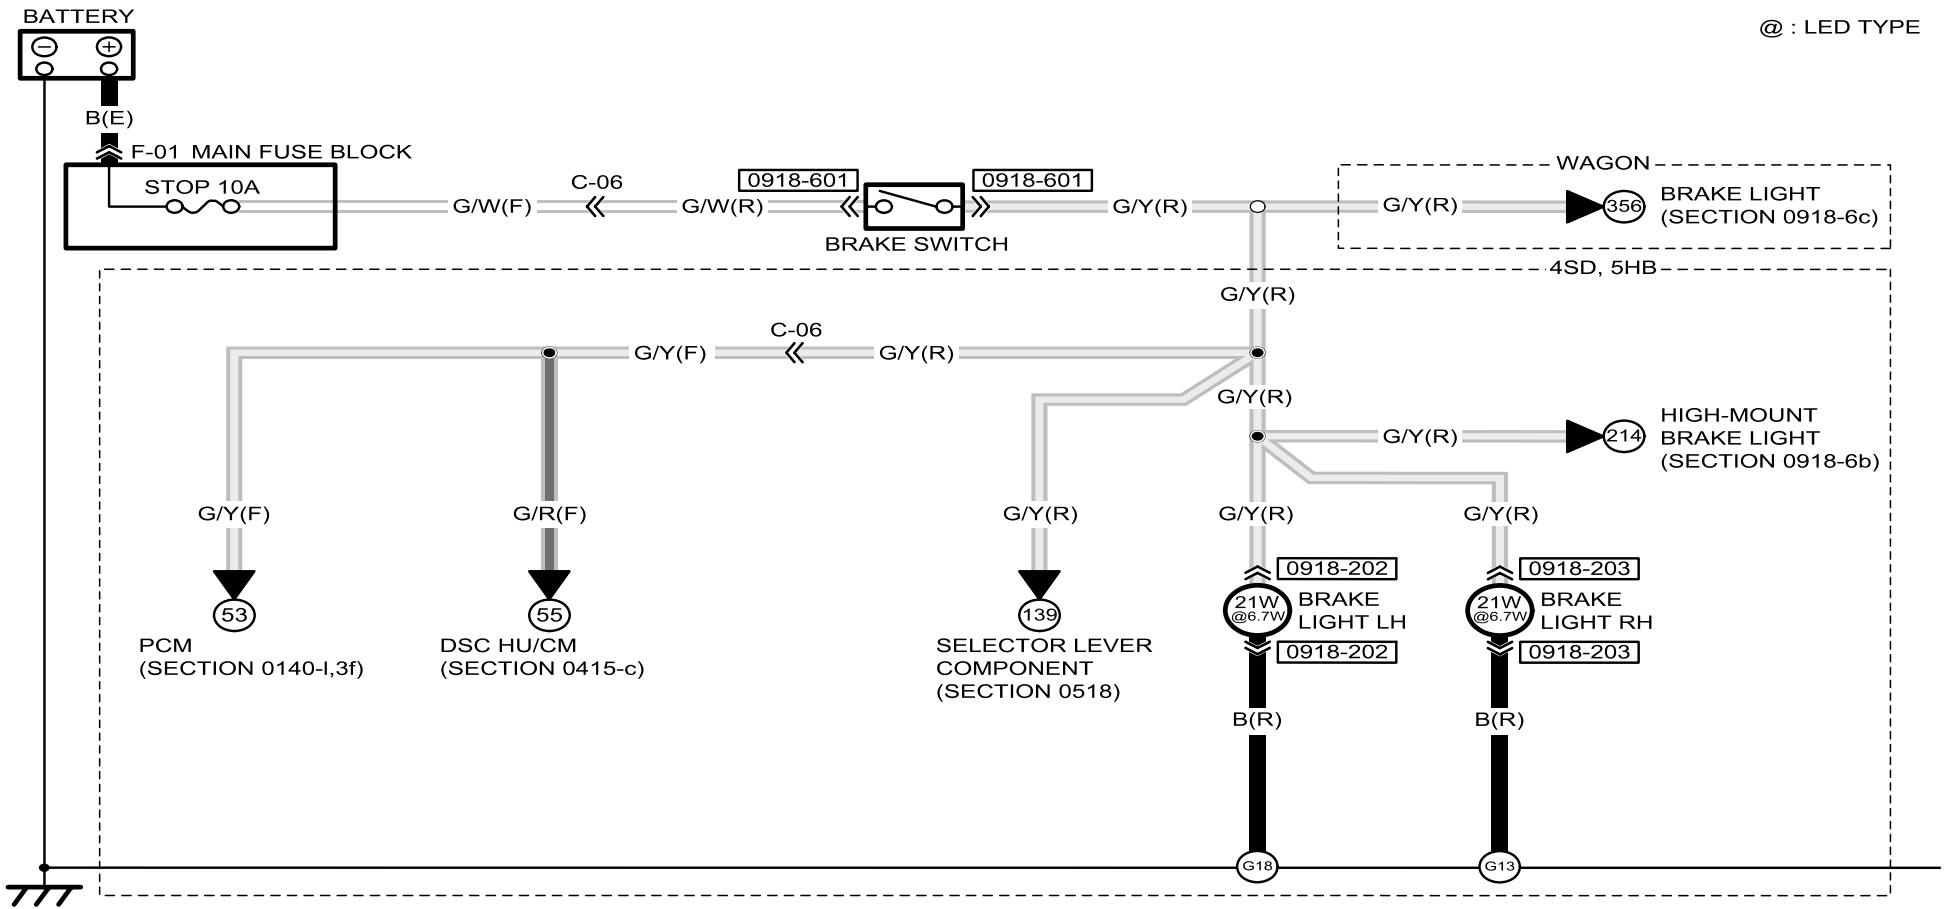 BATTERY
@ : LED TYPE
− +
B(E)
F-01 MAIN FUSE BLOCK
STOP 10A
G/W(F)
C-06
G/W(R)
0918-601
BRAKE SWITCH
0918-601
G/Y(R)
WAGON
G/Y(R)
356
BRAKE LIGHT
(SECTION 0918-6c)
4SD, 5HB
G/Y(R)
G/Y(F)
C-06
G/Y(R)
G/Y(R)
G/Y(R)
214
HIGH-MOUNT
BRAKE LIGHT
(SECTION 0918-6b)
G/Y(F)
G/R(F)
G/Y(R)
G/Y(R)
G/Y(R)
53
PCM
(SECTION 0140-I,3f)
55
DSC HU/CM
(SECTION 0415-c)
139
SELECTOR LEVER
COMPONENT
(SECTION 0518)
0918-202
21W
@6.7W
BRAKE
LIGHT LH
0918-202
0918-203
21W
@6.7W
BRAKE
LIGHT RH
0918-203
B(R)
B(R)
G18
G13